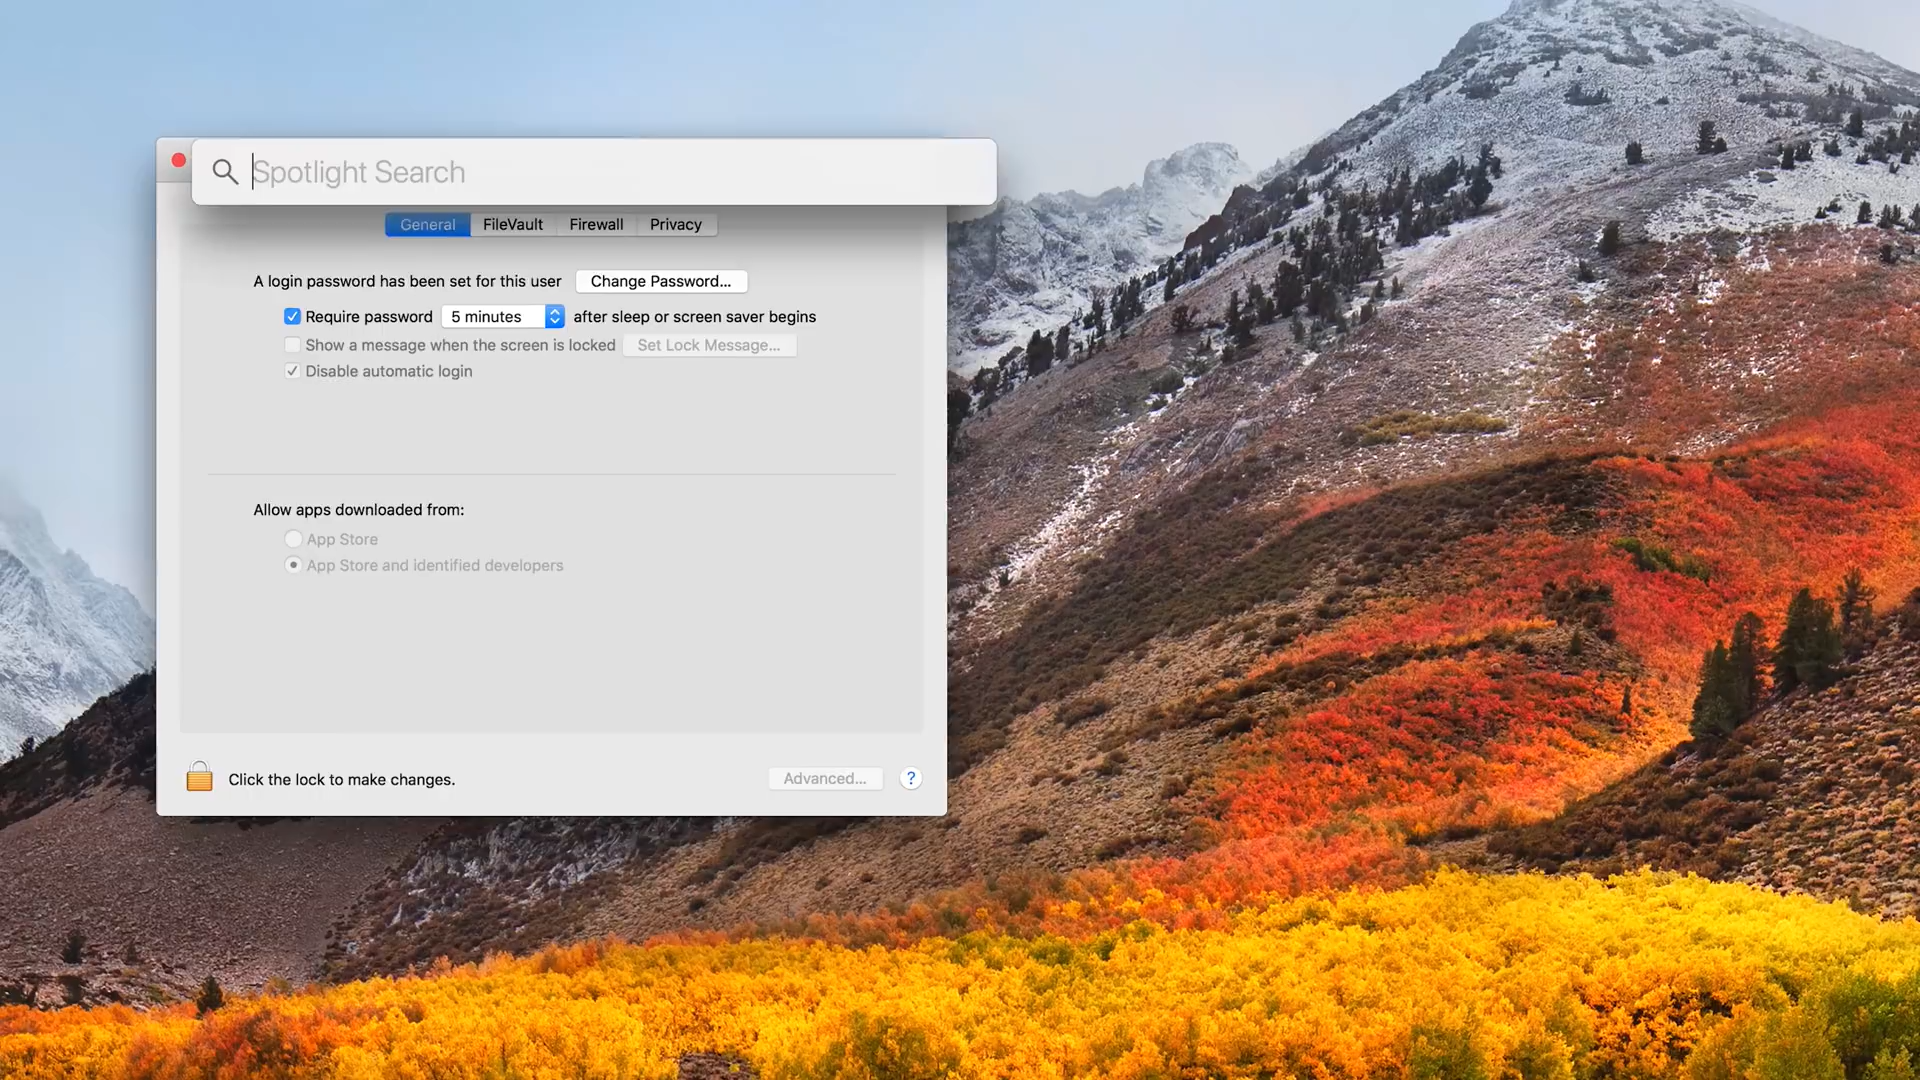 Spotlight Search
General FileVault Firewall Privacy
A login password has been set for this user Change Password...
Require password 5 minutes after sleep or screen saver begins
Show a message when the screen is locked Set Lock Message...
Disable automatic login
Allow apps downloaded from:
App Store
App Store and identified developers
Click the lock to make changes. Advanced... ?